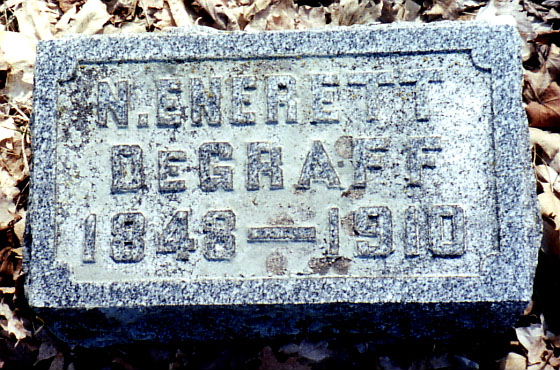 N. EVERETT
DEGRAFF
1848 — 1910